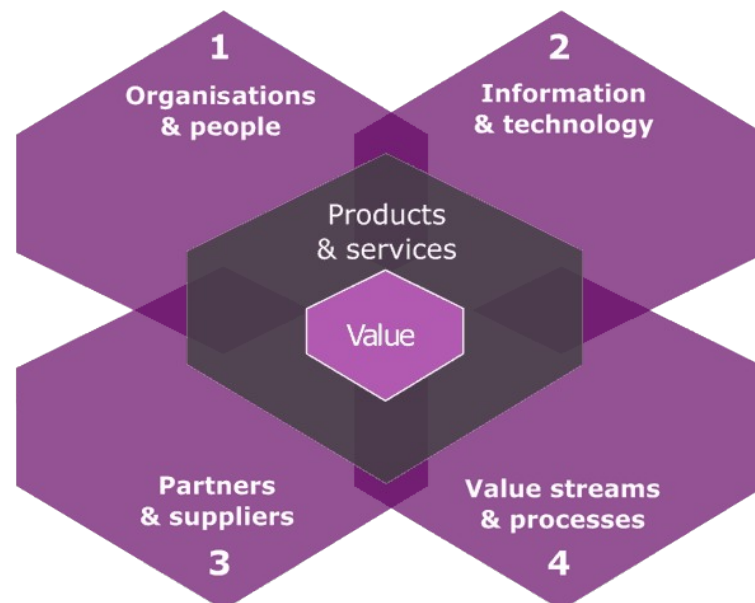 1
Organisations
& people
2
Information
& technology
Products
& services
Value
Partners
& suppliers
3
Value streams
& processes
4